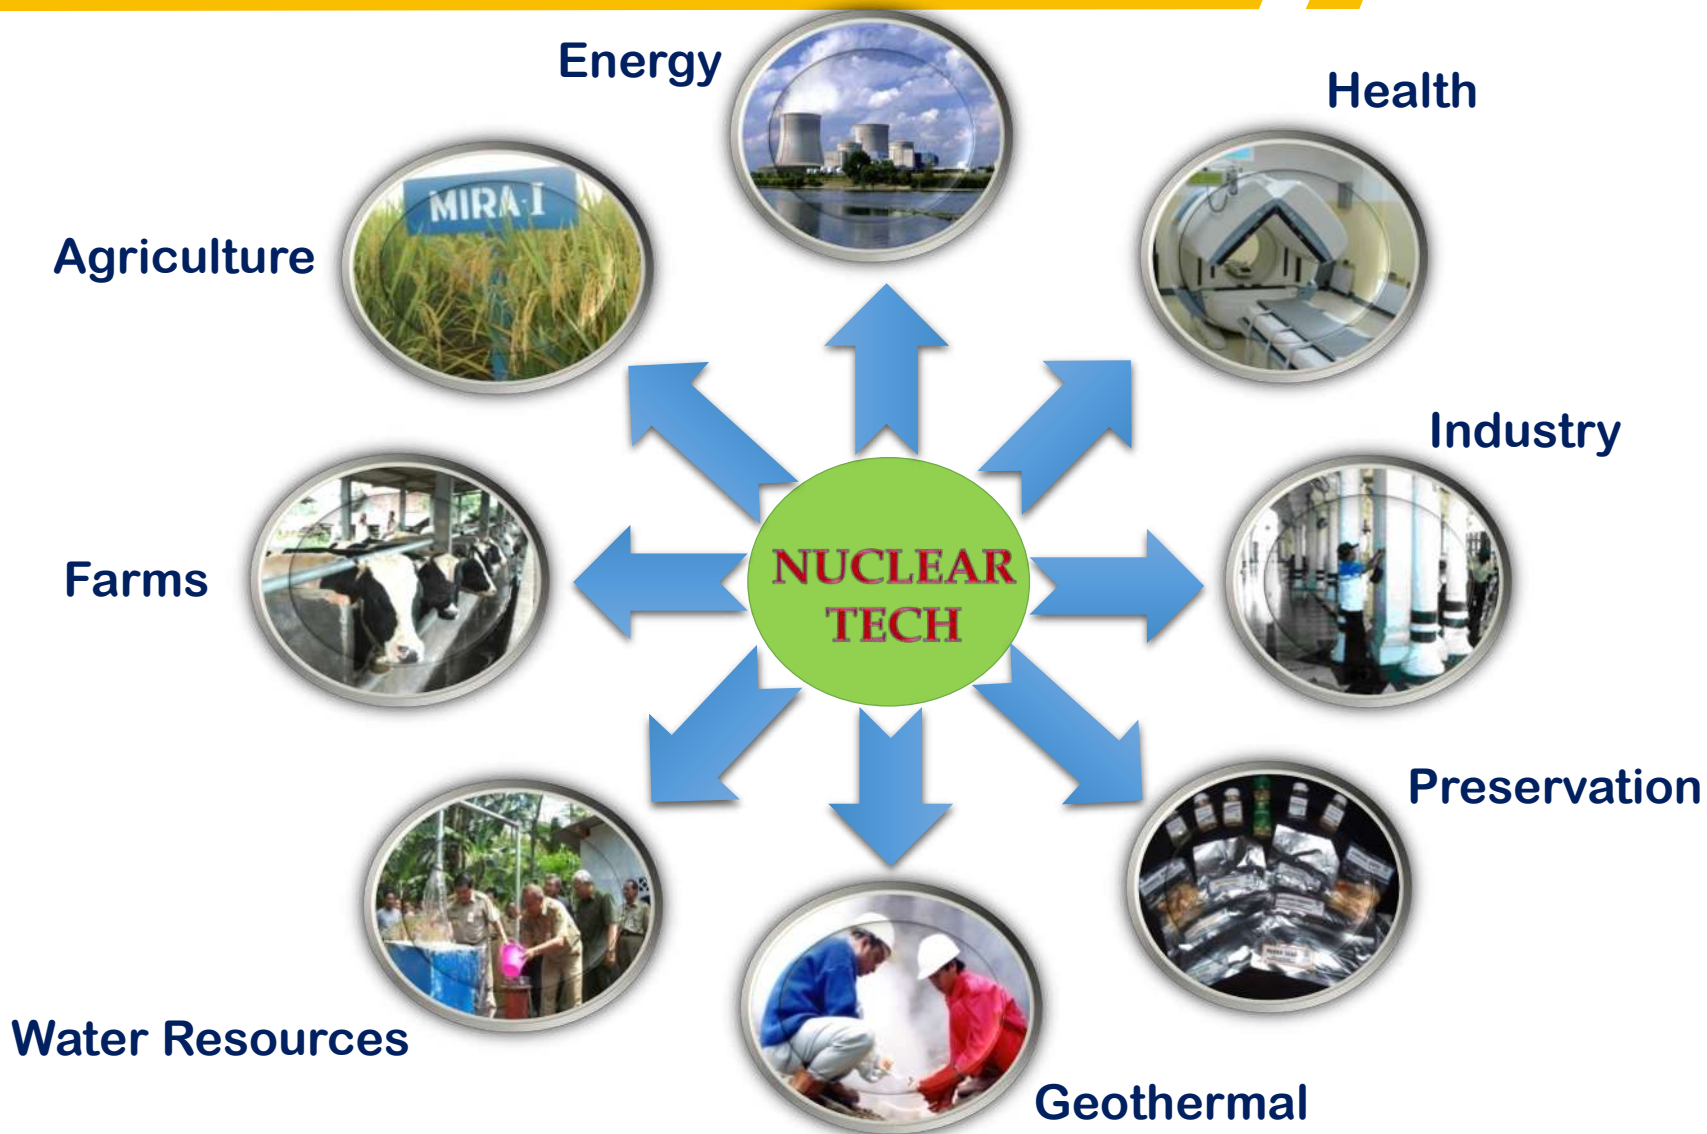 Energy
Health
MIRA-I
Agriculture
Industry
NUCLEAR
TECH
Farms
Preservation
Water Resources
Geothermal